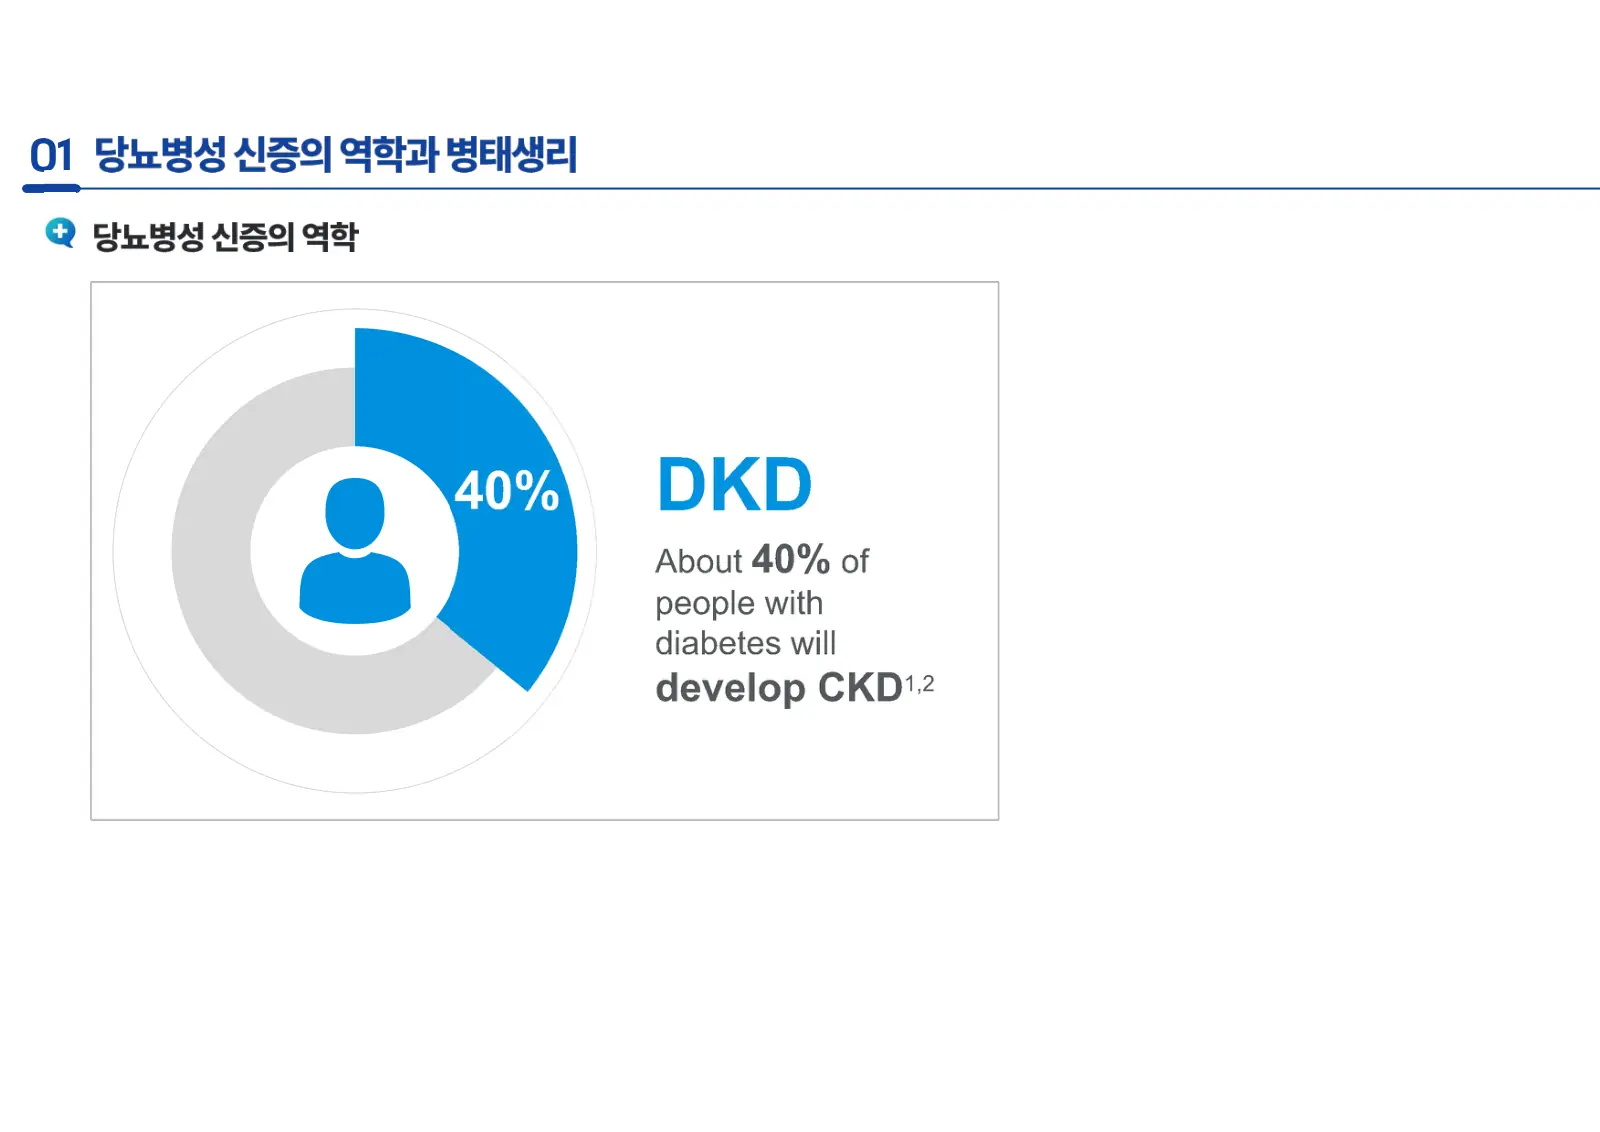 01 당뇨병성 신증의 역학과 병태생리
당뇨병성 신증의 역학
40%
DKD
About 40% of
people with
diabetes will
develop CKD1,2